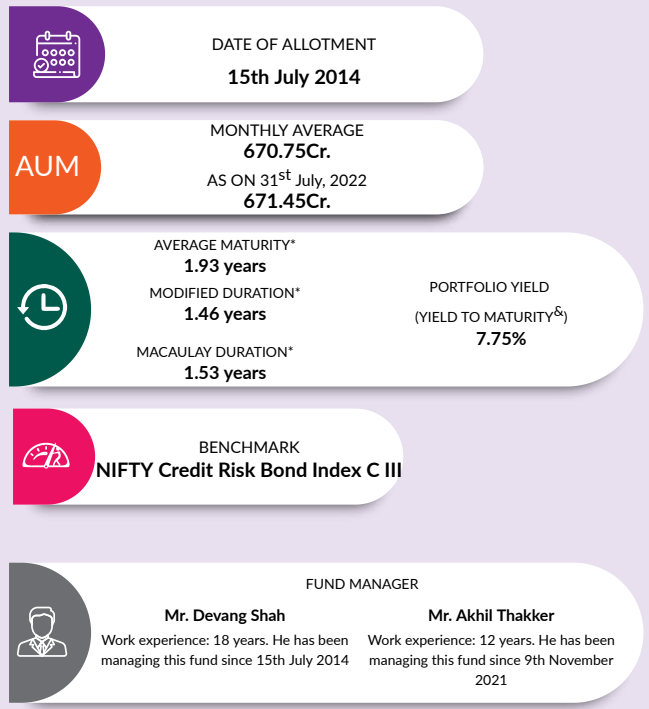 DATE OF ALLOTMENT
15th July 2014
AUM
MONTHLY AVERAGE
670.75Cr.
AS ON 31st July, 2022
671.45Cr.
AVERAGE MATURITY*
1.93 years
MODIFIED DURATION*
1.46 years
MACAULAY DURATION*
1.53 years
PORTFOLIO YIELD
(YIELD TO MATURITY&)
7.75%
BENCHMARK
NIFTY Credit Risk Bond Index C III
FUND MANAGER
Mr. Devang Shah
Work experience: 18 years. He has been
managing this fund since 15th July 2014
Mr. Akhil Thakker
Work experience: 12 years. He has been
managing this fund since 9th November
2021